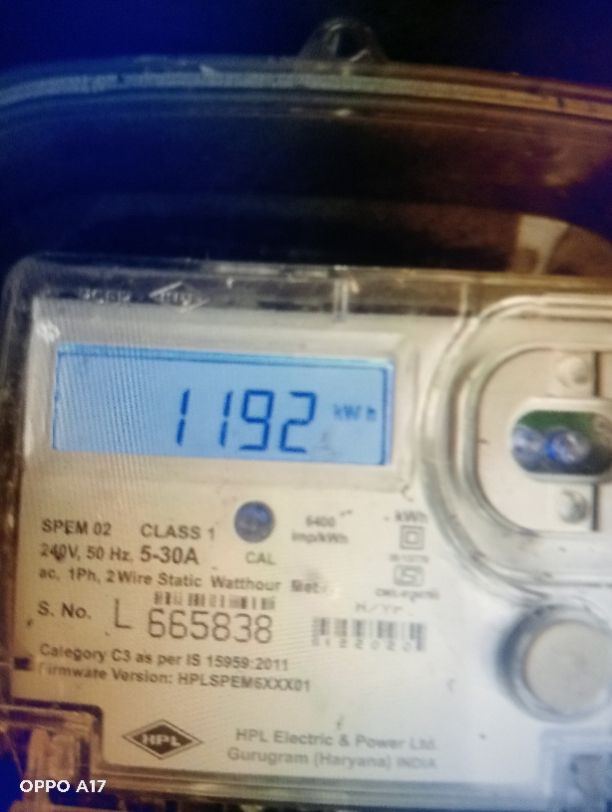 1192 kWh
SPEM 02 CLASS 1
6400 imp/kWh
kWh
240V, 50 Hz, 5-30A
CAL
ac, 1Ph, 2 Wire Static Watthour
S. No. L 665838
Category C3 as per IS 15959:2011
Firmware Version: HPLSPEM6XXX01
HPL
HPL Electric & Power Ltd.
Gurugram (Haryana) INDIA
OPPO A17